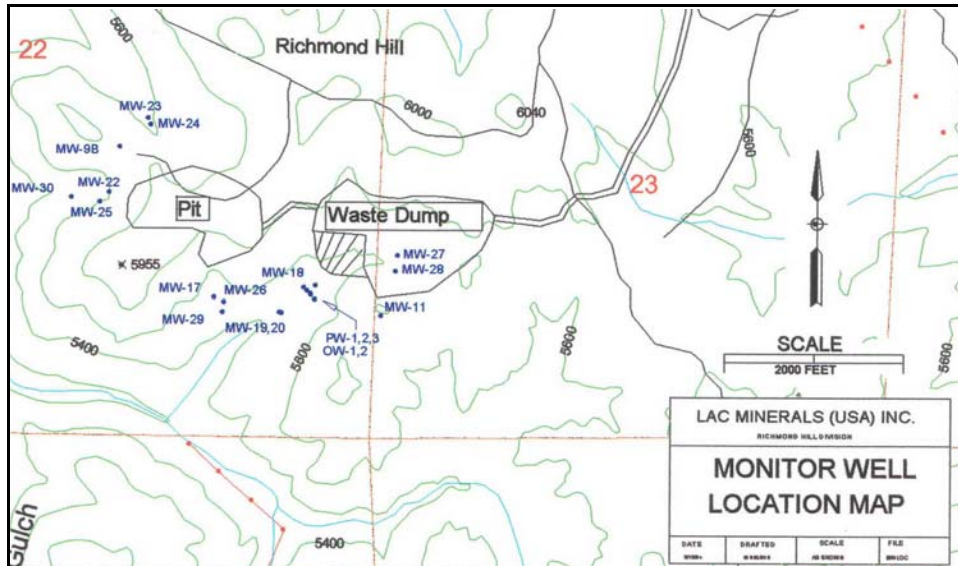 5600
22
Richmond Hill
MW-23
MW-24
6000
6040
5600
MW-9B
MW-30
MW-22
MW-25
23
Pit
Waste Dump
5955
MW-27
MW-28
MW-18
MW-17
MW-26
MW-29
MW-19,20
MW-11
PW-1,2,3
OW-1,2
5400
5600
5600
5600
SCALE
2000 FEET
LAC MINERALS (USA) INC.
RICHMOND HILL DIVISION
MONITOR WELL
LOCATION MAP
DATE
DRAFTED
SCALE
FILE
AS SHOWN
Gulch
5400